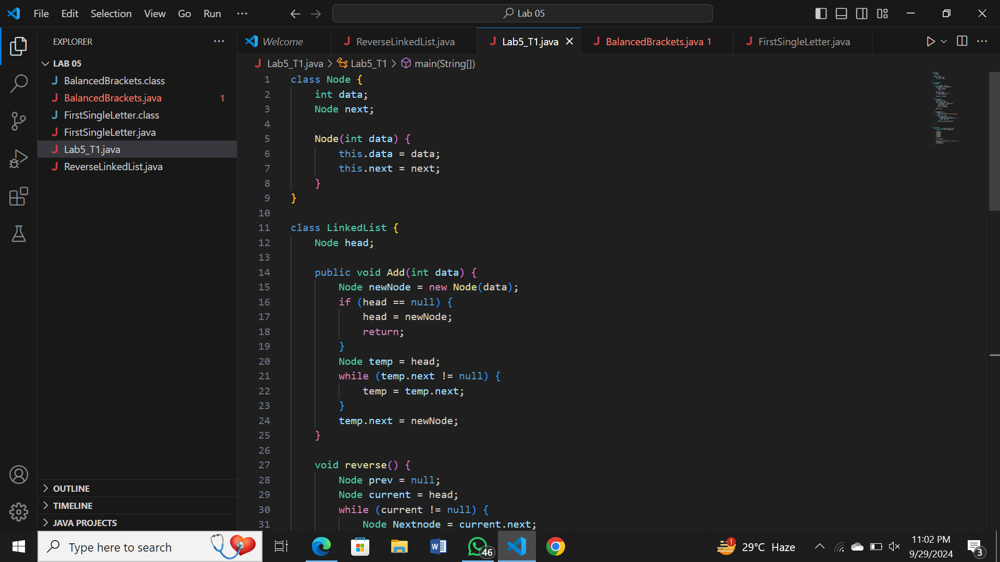 File Edit Selection View Go Run ··· Lab 05
EXPLORER ···
LAB 05
BalancedBrackets.class
BalancedBrackets.java 1
FirstSingleLetter.class
FirstSingleLetter.java
Lab5_T1.java
ReverseLinkedList.java
OUTLINE
TIMELINE
JAVA PROJECTS
Welcome ReverseLinkedList.java Lab5_T1.java BalancedBrackets.java 1 FirstSingleLetter.java
Lab5_T1.java > Lab5_T1 > main(String[])
1 class Node {
2 int data;
3 Node next;
4
5 Node(int data) {
6 this.data = data;
7 this.next = next;
8 }
9 }
10
11 class LinkedList {
12 Node head;
13
14 public void Add(int data) {
15 Node newNode = new Node(data);
16 if (head == null) {
17 head = newNode;
18 return;
19 }
20 Node temp = head;
21 while (temp.next != null) {
22 temp = temp.next;
23 }
24 temp.next = newNode;
25 }
26
27 void reverse() {
28 Node prev = null;
29 Node current = head;
30 while (current != null) {
31 Node Nextnode = current.next;
Type here to search
46
1 29°C Haze
11:02 PM
9/29/2024
3